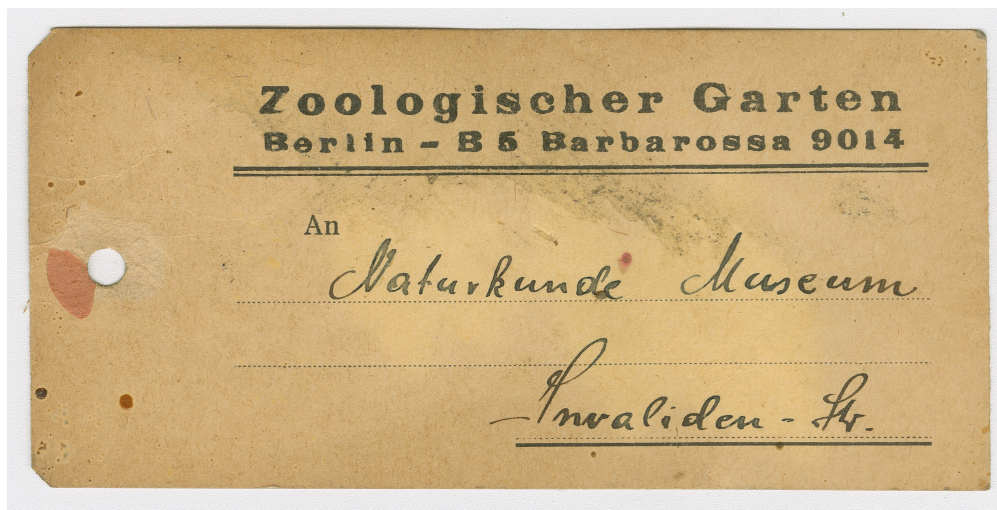 Zoologischer Garten
Berlin - B 5 Barbarossa 9014
An
Naturkunde Museum
Invaliden - Str.